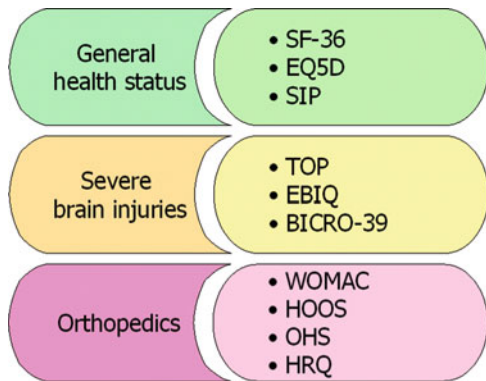 General
health status
• SF-36
• EQ5D
• SIP
Severe
brain injuries
• TOP
• EBIQ
• BICRO-39
Orthopedics
• WOMAC
• HOOS
• OHS
• HRQ